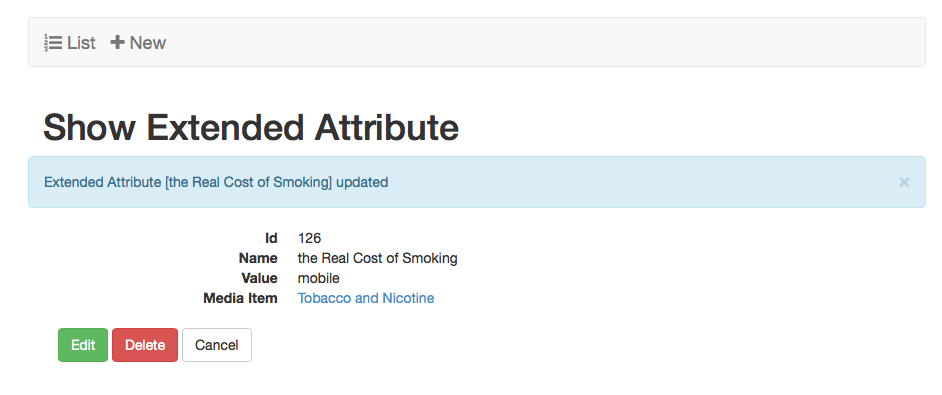 List New
Show Extended Attribute
Extended Attribute [the Real Cost of Smoking] updated ×
Id 126
Name the Real Cost of Smoking
Value mobile
Media Item Tobacco and Nicotine
Edit Delete Cancel